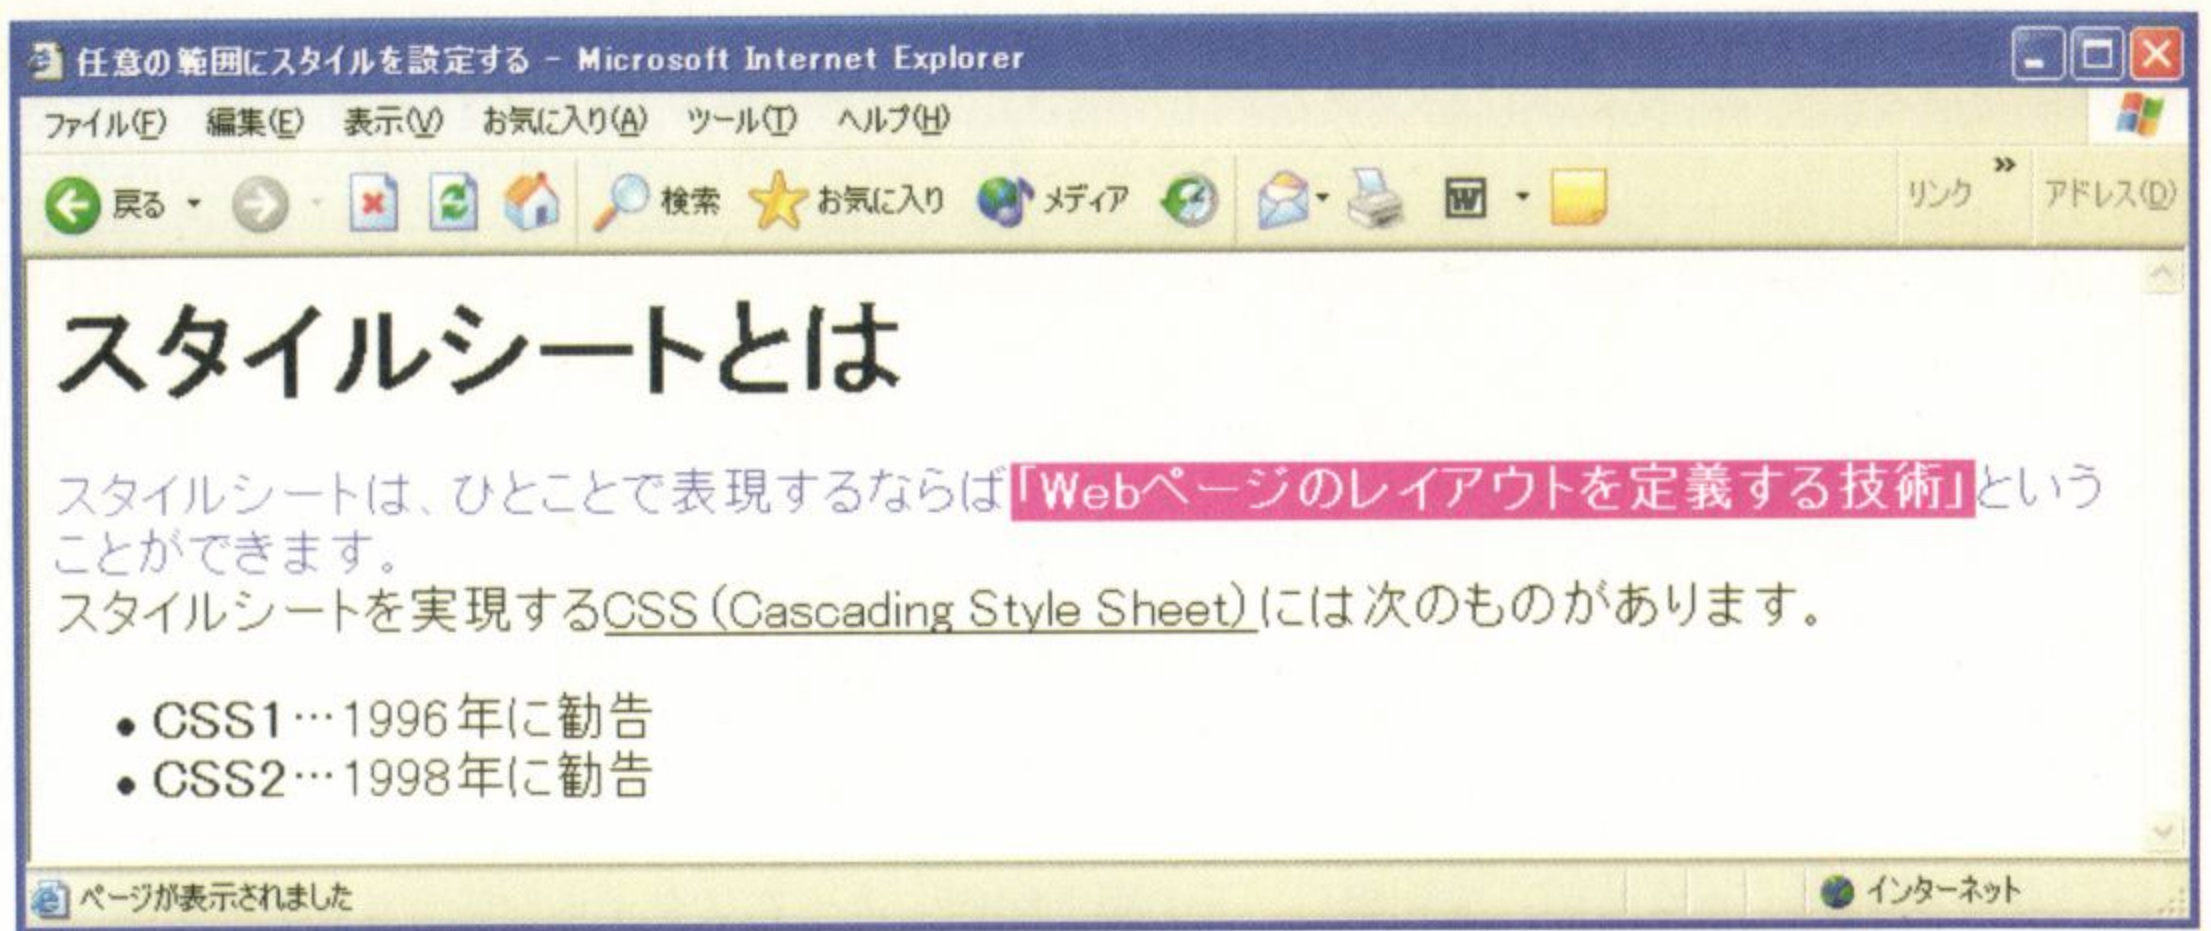 任意の範囲にスタイルを設定する - Microsoft Internet Explorer
ファイル(F) 編集(E) 表示(V) お気に入り(A) ツール(T) ヘルプ(H)
戻る 検索 お気に入り メディア W リンク » アドレス(D)
スタイルシートとは
スタイルシートは、ひとことで表現するならば「Webページのレイアウトを定義する技術」という
ことができます。
スタイルシートを実現するCSS(Cascading Style Sheet)には次のものがあります。
•CSS1…1996年に勧告
•CSS2…1998年に勧告
ページが表示されました インターネット